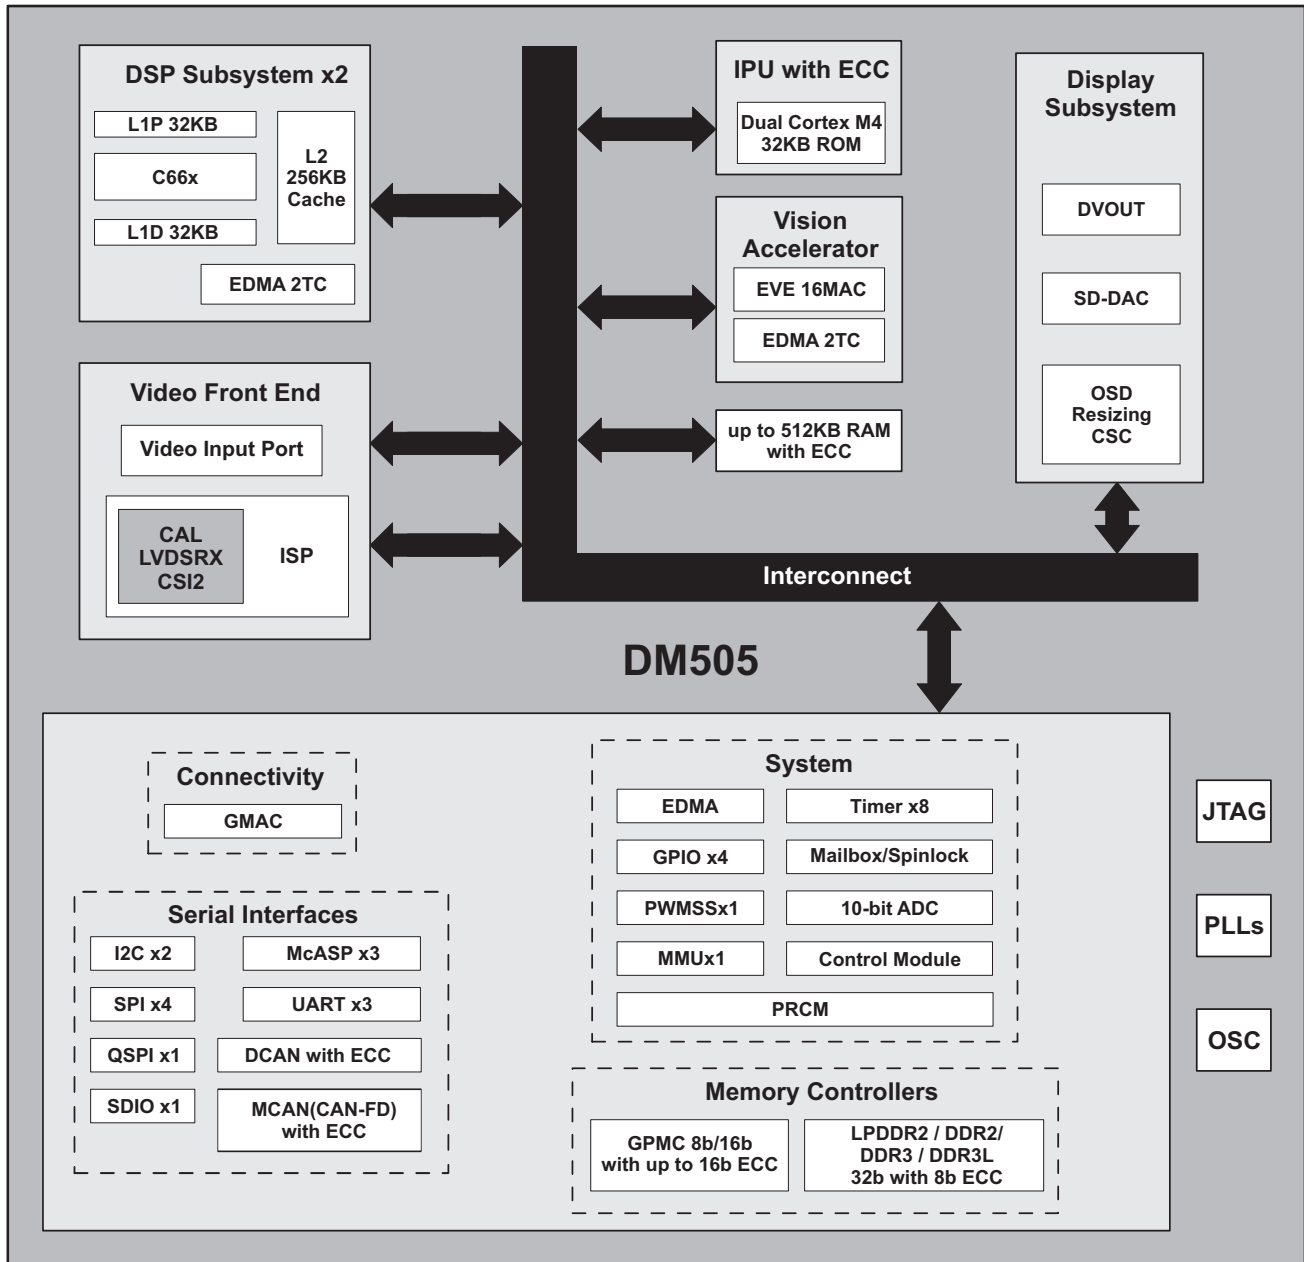 DSP Subsystem x2
L1P 32KB
C66x
L1D 32KB
L2
256KB
Cache
EDMA 2TC
Video Front End
Video Input Port
CAL
LVDSRX
CSI2
ISP
IPU with ECC
Dual Cortex M4
32KB ROM
Vision
Accelerator
EVE 16MAC
EDMA 2TC
up to 512KB RAM
with ECC
Display
Subsystem
DVOUT
SD-DAC
OSD
Resizing
CSC
Interconnect
DM505
Connectivity
GMAC
Serial Interfaces
I2C x2
McASP x3
SPI x4
UART x3
QSPI x1
DCAN with ECC
SDIO x1
MCAN(CAN-FD)
with ECC
System
EDMA
Timer x8
GPIO x4
Mailbox/Spinlock
PWMSSx1
10-bit ADC
MMUx1
Control Module
PRCM
Memory Controllers
GPMC 8b/16b
with up to 16b ECC
LPDDR2 / DDR2/
DDR3 / DDR3L
32b with 8b ECC
JTAG
PLLs
OSC